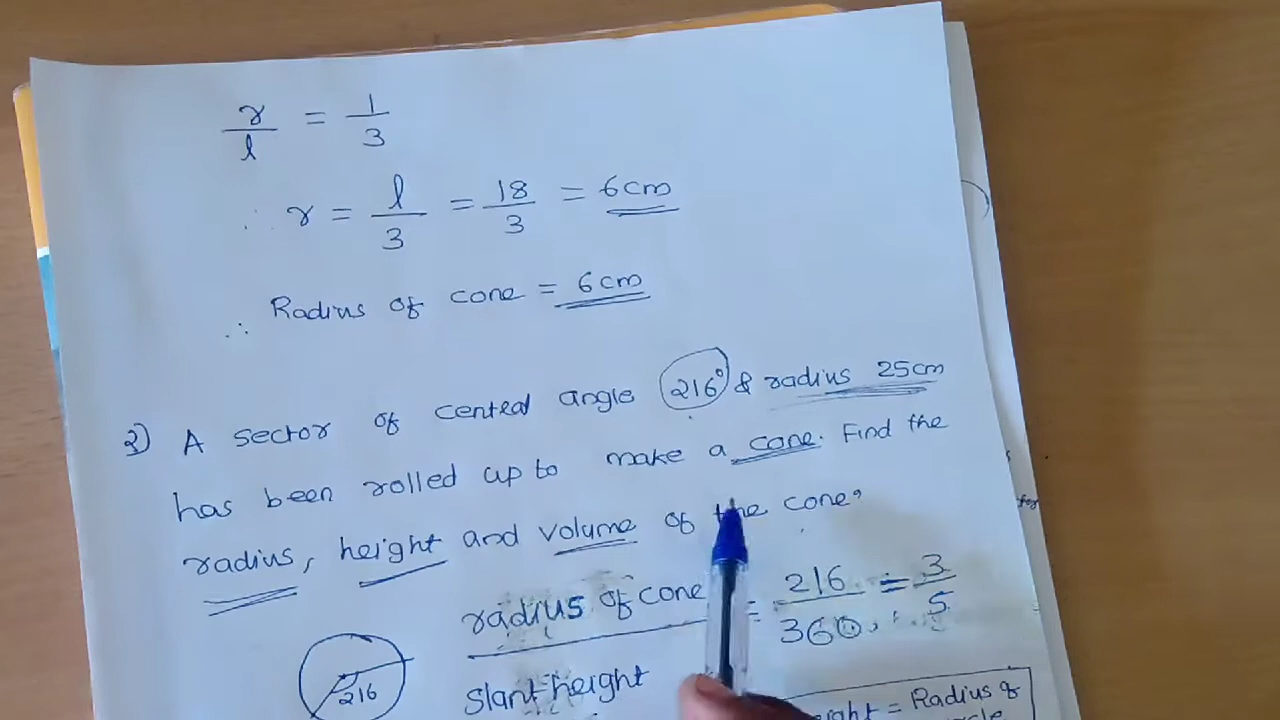 r/l = 1/3
∴ r = l/3 = 18/3 = 6cm
∴ Radius of cone = 6cm
2) A sector of central angle 216° & radius 25cm
has been rolled up to make a cone. Find the
radius, height and volume of the cone?
radius of cone / Slant height = 216/360 = 3/5
216
= Radius of